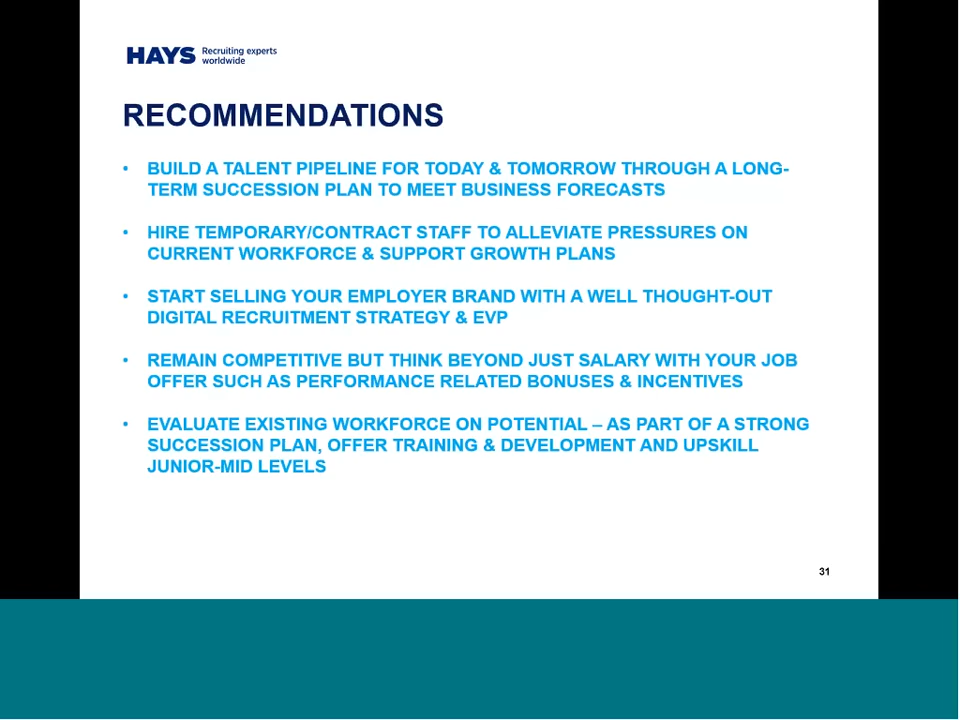 HAYS Recruiting experts
worldwide
RECOMMENDATIONS
• BUILD A TALENT PIPELINE FOR TODAY & TOMORROW THROUGH A LONG-
TERM SUCCESSION PLAN TO MEET BUSINESS FORECASTS
• HIRE TEMPORARY/CONTRACT STAFF TO ALLEVIATE PRESSURES ON
CURRENT WORKFORCE & SUPPORT GROWTH PLANS
• START SELLING YOUR EMPLOYER BRAND WITH A WELL THOUGHT-OUT
DIGITAL RECRUITMENT STRATEGY & EVP
• REMAIN COMPETITIVE BUT THINK BEYOND JUST SALARY WITH YOUR JOB
OFFER SUCH AS PERFORMANCE RELATED BONUSES & INCENTIVES
• EVALUATE EXISTING WORKFORCE ON POTENTIAL – AS PART OF A STRONG
SUCCESSION PLAN, OFFER TRAINING & DEVELOPMENT AND UPSKILL
JUNIOR-MID LEVELS
31